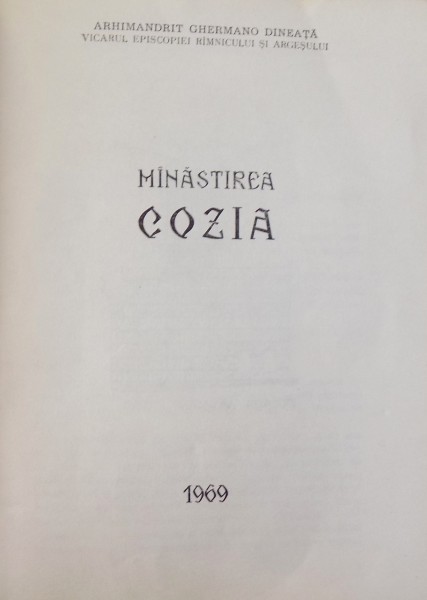 ARHIMANDRIT GHERMANO DINEAȚĂ
VICARUL EPISCOPIEI RÎMNICULUI ȘI ARGEȘULUI
MÎNĂSTIREA
COZIA
1969